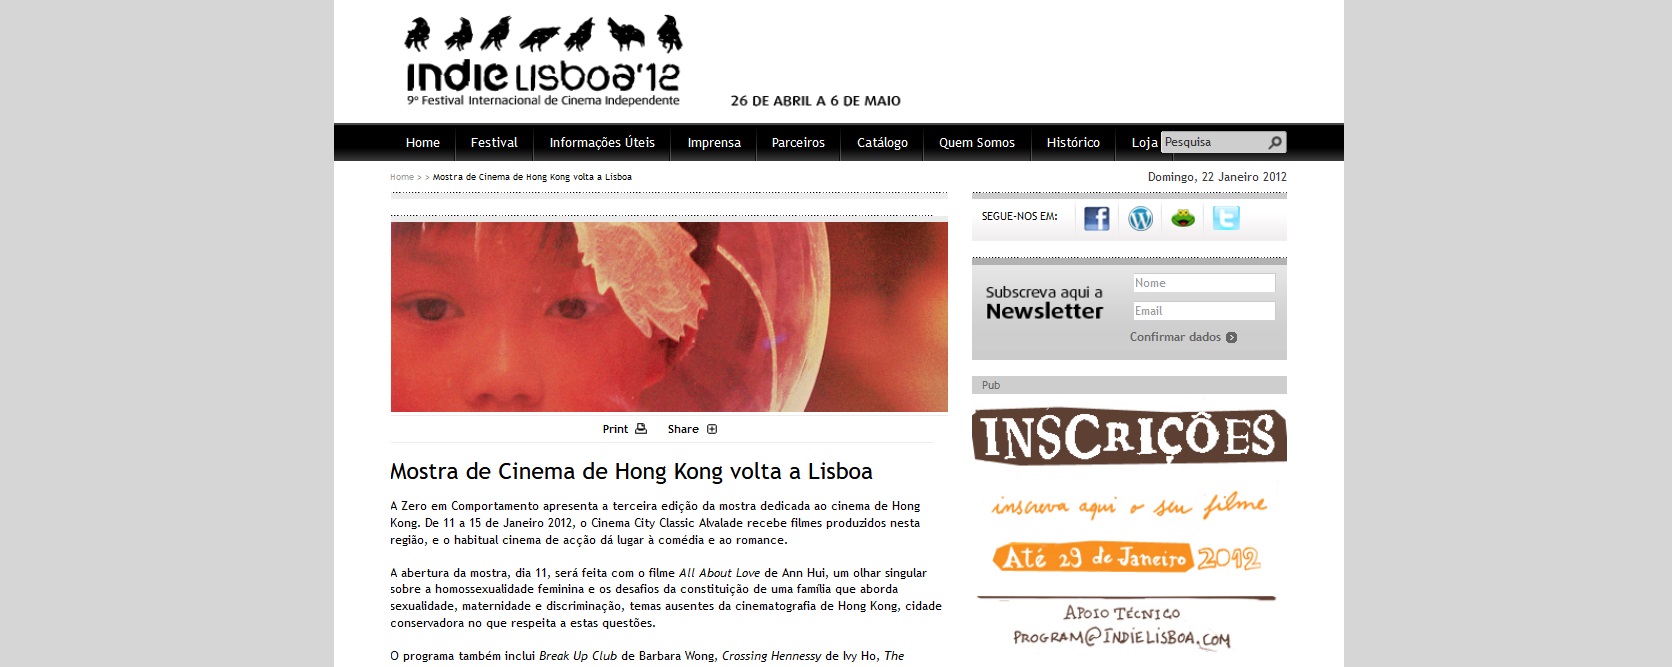 INDIE LISBOA'12
9º Festival Internacional de Cinema Independente
26 DE ABRIL A 6 DE MAIO
Home Festival Informações Úteis Imprensa Parceiros Catálogo Quem Somos Histórico Loja Pesquisa
Home > > Mostra de Cinema de Hong Kong volta a Lisboa
Domingo, 22 Janeiro 2012
Print Share
Mostra de Cinema de Hong Kong volta a Lisboa
A Zero em Comportamento apresenta a terceira edição da mostra dedicada ao cinema de Hong
Kong. De 11 a 15 de Janeiro 2012, o Cinema City Classic Alvalade recebe filmes produzidos nesta
região, e o habitual cinema de acção dá lugar à comédia e ao romance.
A abertura da mostra, dia 11, será feita com o filme All About Love de Ann Hui, um olhar singular
sobre a homossexualidade feminina e os desafios da constituição de uma família que aborda
sexualidade, maternidade e discriminação, temas ausentes da cinematografia de Hong Kong, cidade
conservadora no que respeita a estas questões.
O programa também inclui Break Up Club de Barbara Wong, Crossing Hennessy de Ivy Ho, The
SEGUE-NOS EM:
Subscreva aqui a
Newsletter
Nome
Email
Confirmar dados
Pub
INSCRIÇÕES
inscreva aqui o seu filme
Até 29 de Janeiro 2012
APOIO TÉCNICO
PROGRAM@INDIELISBOA.COM